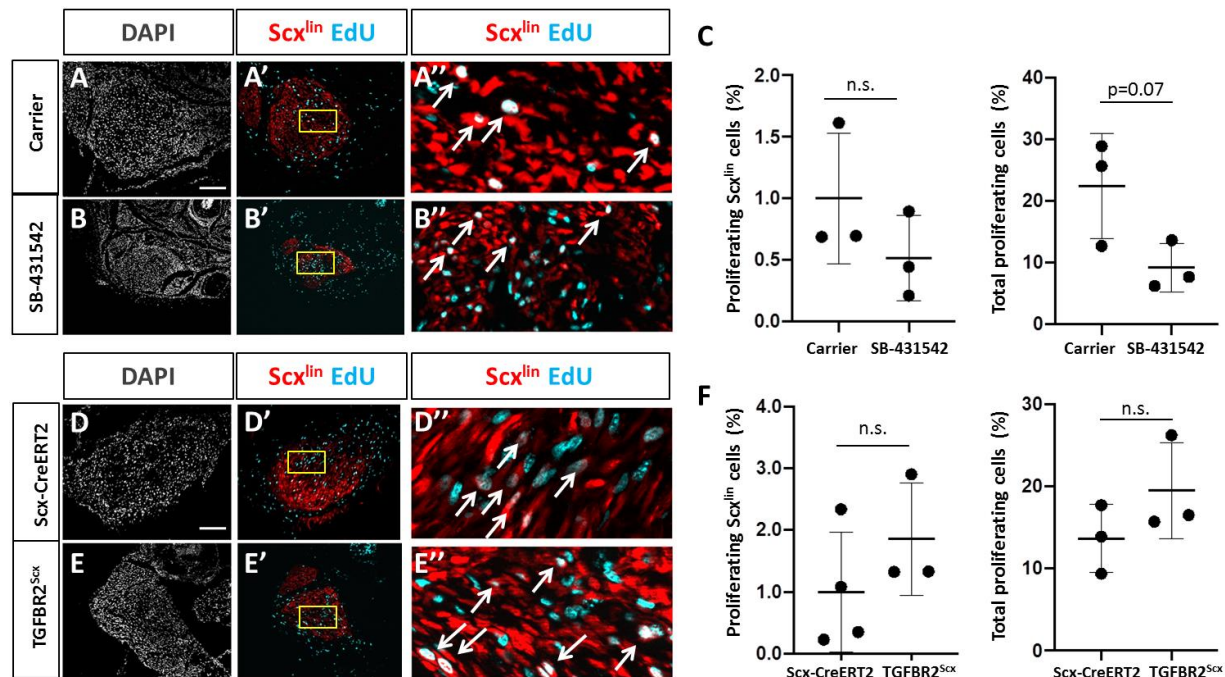 DAPI
Scx^lin EdU
Scx^lin EdU
Carrier
A
A’
A’’
SB-431542
B
B’
B’’
C
Proliferating Scx^lin cells (%)
2.0
1.5
1.0
0.5
0.0
n.s.
Carrier SB-431542
Total proliferating cells (%)
40
30
20
10
0
p=0.07
Carrier SB-431542
DAPI
Scx^lin EdU
Scx^lin EdU
Scx-CreERT2
D
D’
D’’
TGFBR2^Scx
E
E’
E’’
F
Proliferating Scx^lin cells (%)
4.0
3.0
2.0
1.0
0.0
n.s.
Scx-CreERT2 TGFBR2^Scx
Total proliferating cells (%)
30
20
10
0
n.s.
Scx-CreERT2 TGFBR2^Scx